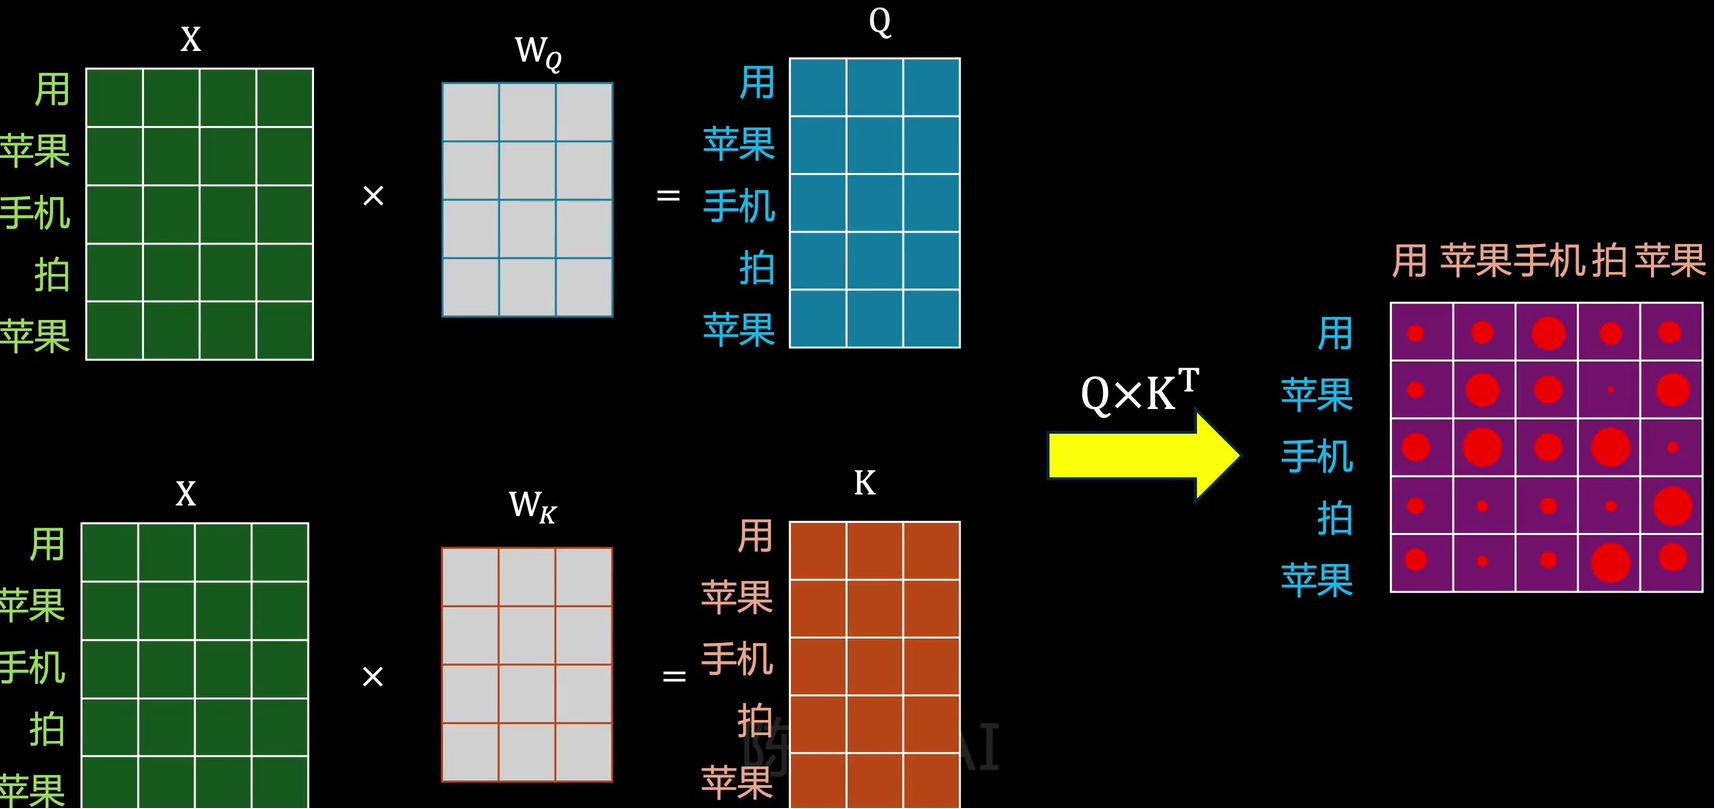 X
用
苹果
手机
拍
苹果
×
W_Q
=
Q
用
苹果
手机
拍
苹果
X
用
苹果
手机
拍
苹果
×
W_K
=
K
用
苹果
手机
拍
苹果
Q×K^T
用 苹果 手机 拍 苹果
用
苹果
手机
拍
苹果